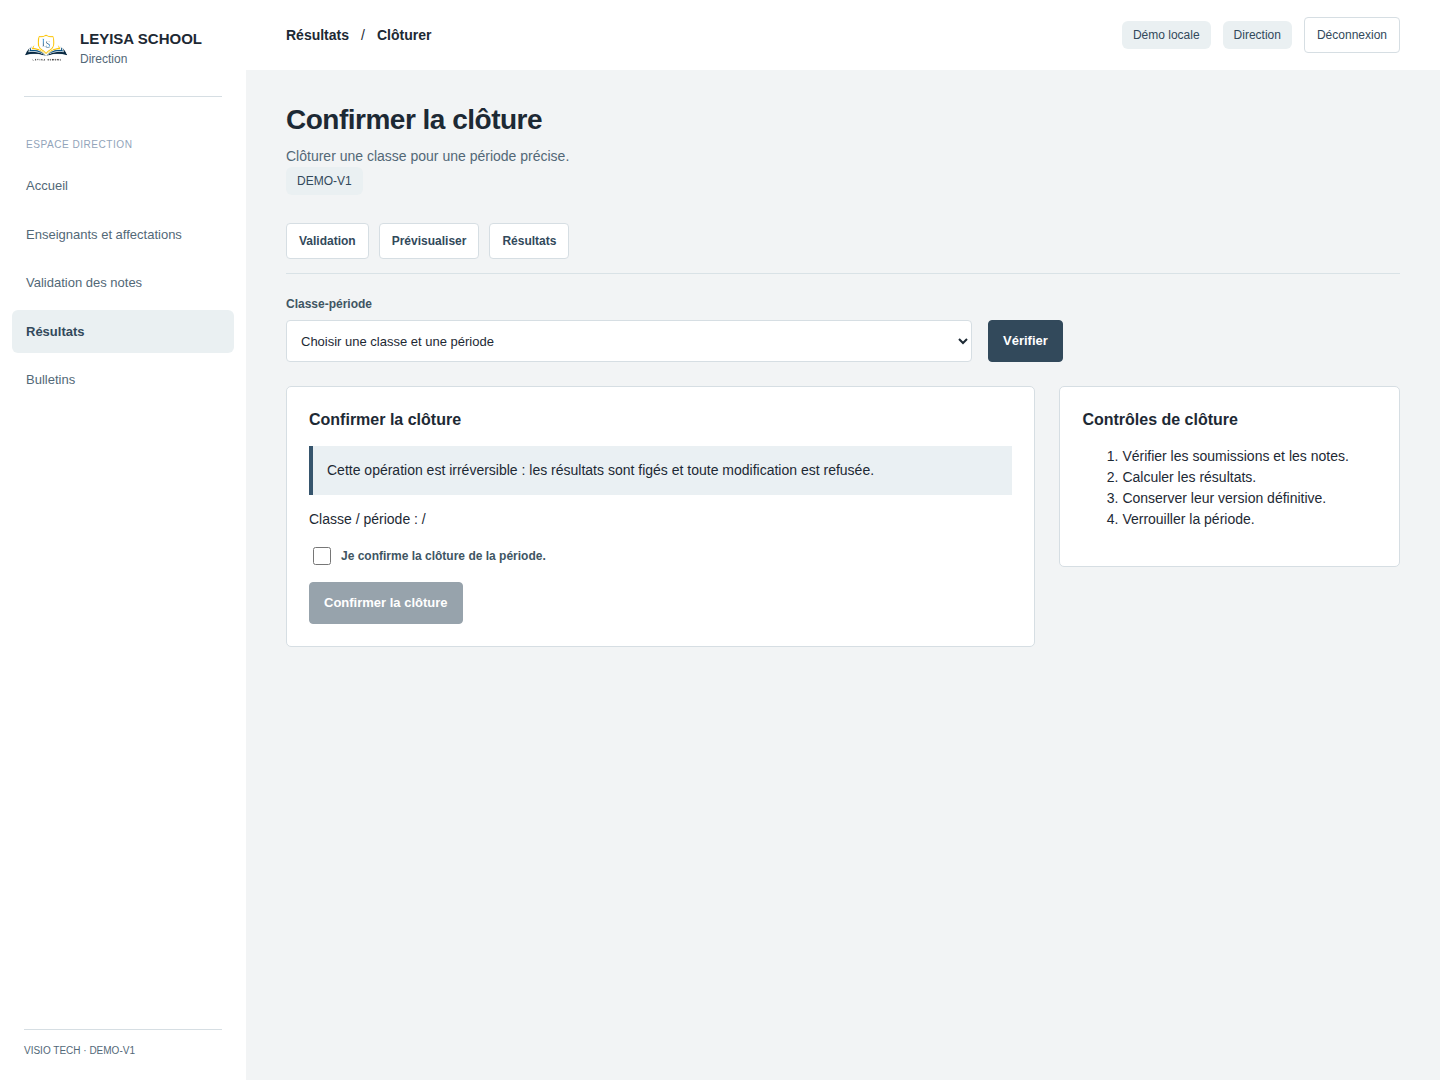 LEYISA SCHOOL
Direction
ESPACE DIRECTION
Accueil
Enseignants et affectations
Validation des notes
Résultats
Bulletins
VISIO TECH · DEMO-V1
Résultats / Clôturer
Démo locale
Direction
Déconnexion
Confirmer la clôture
Clôturer une classe pour une période précise.
DEMO-V1
Validation
Prévisualiser
Résultats
Classe-période
Choisir une classe et une période
Vérifier
Confirmer la clôture
Cette opération est irréversible : les résultats sont figés et toute modification est refusée.
Classe / période : /
Je confirme la clôture de la période.
Confirmer la clôture
Contrôles de clôture
1. Vérifier les soumissions et les notes.
2. Calculer les résultats.
3. Conserver leur version définitive.
4. Verrouiller la période.